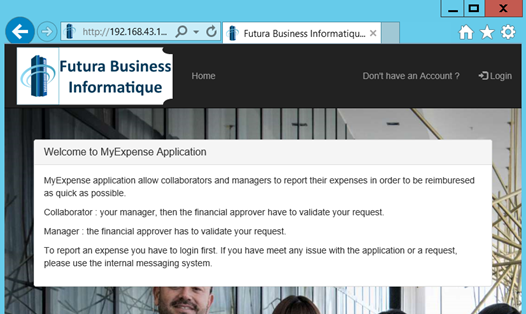 http://192.168.43.1...
Futura Business Informatiqu...
Futura Business
Informatique
Home
Don't have an Account ?
Login
Welcome to MyExpense Application
MyExpense application allow collaborators and managers to report their expenses in order to be reimburesed
as quick as possible.
Collaborator : your manager, then the financial approver have to validate your request.
Manager : the financial approver has to validate your request.
To report an expense you have to login first. If you have meet any issue with the application or a request,
please use the internal messaging system.